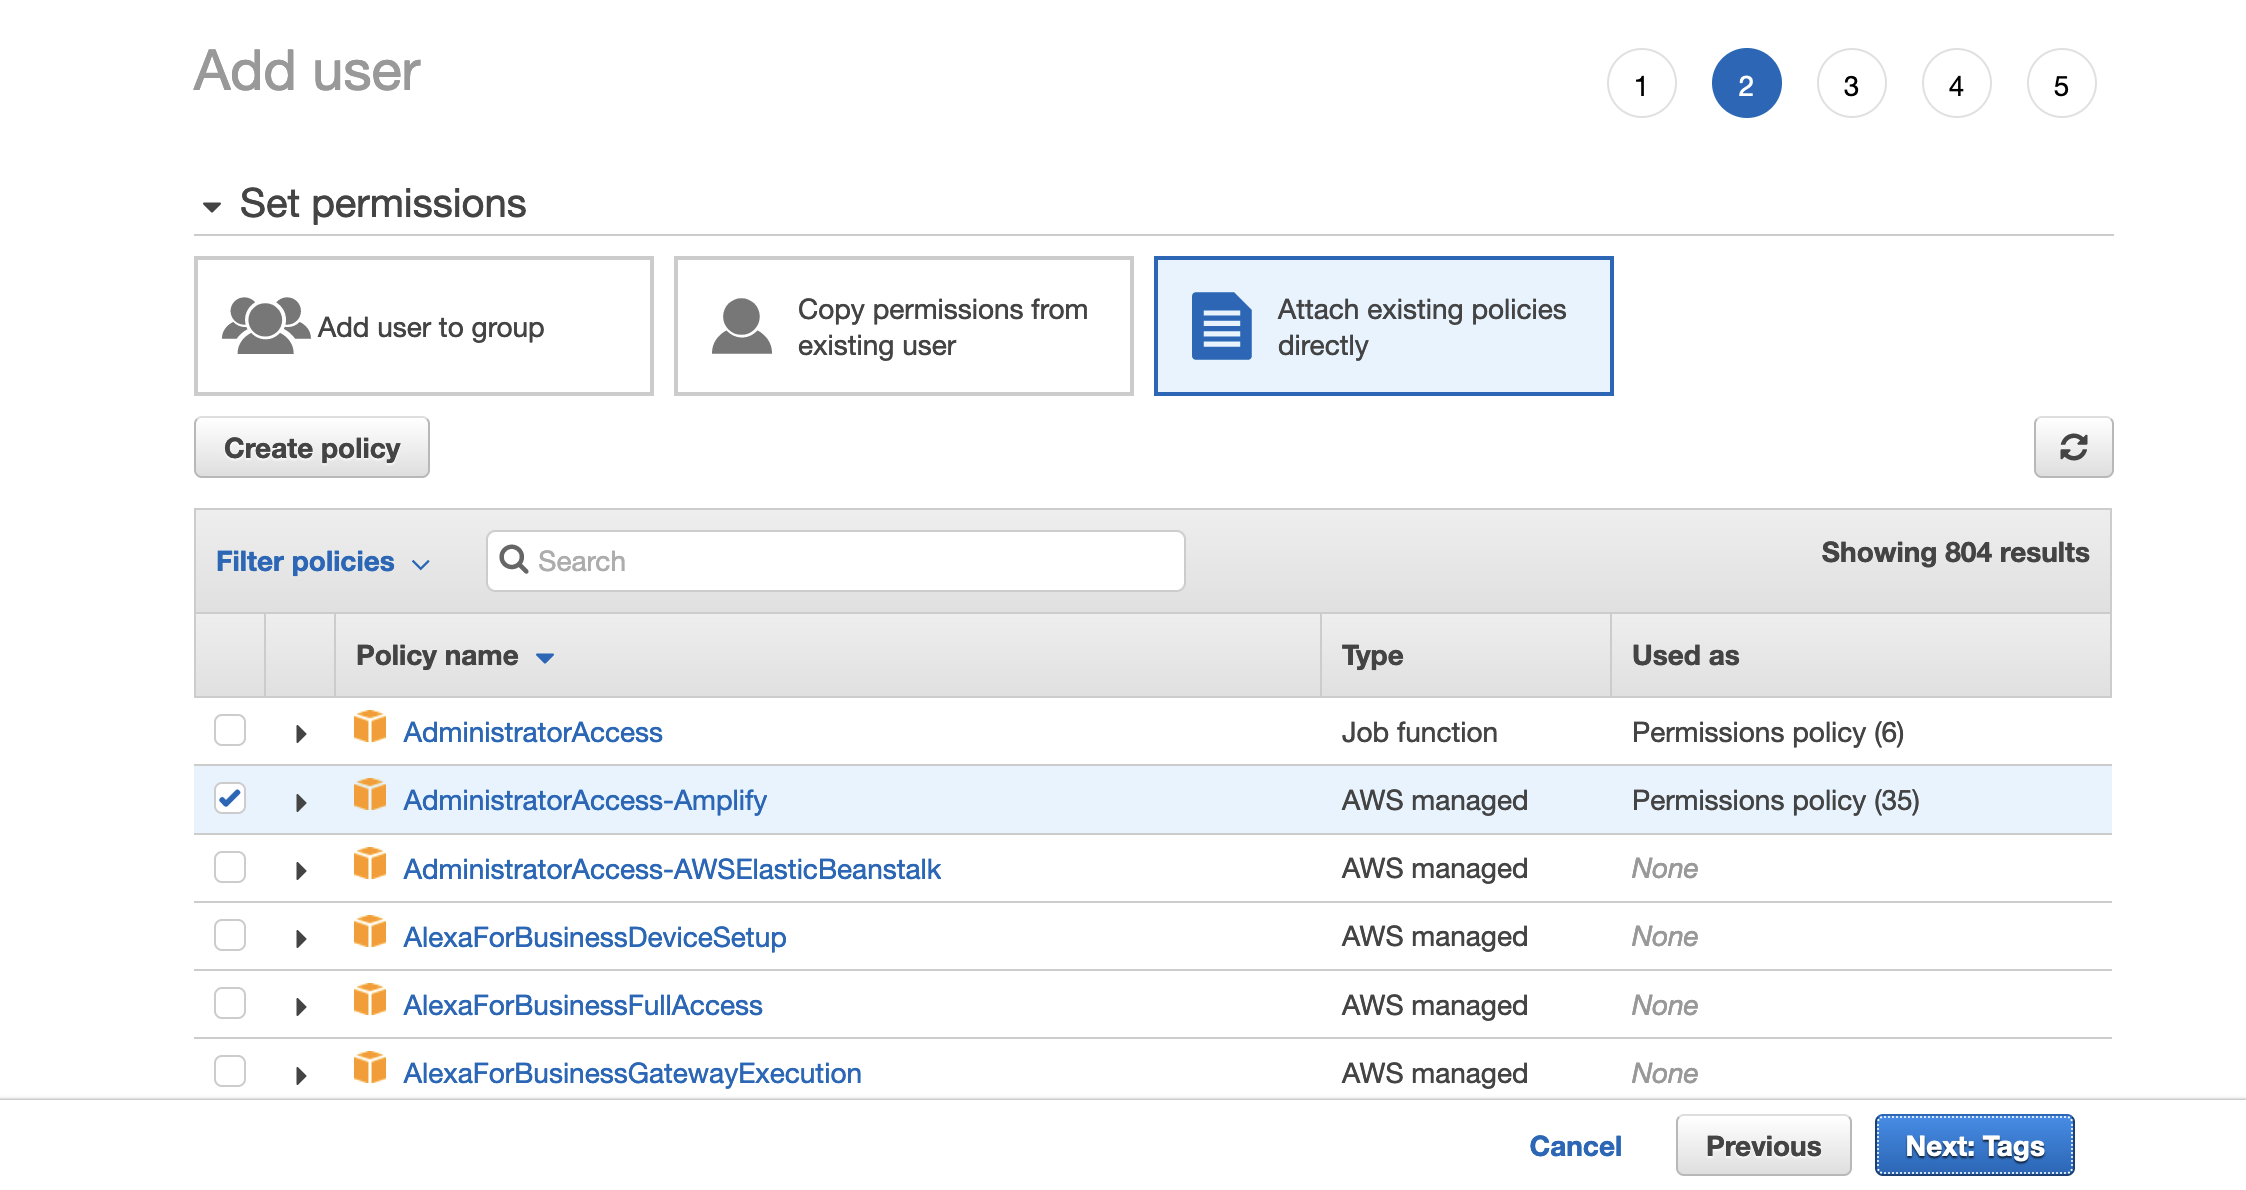 Add user
1 2 3 4 5
Set permissions
Add user to group
Copy permissions from
existing user
Attach existing policies
directly
Create policy
Filter policies
Search
Showing 804 results
Policy name Type Used as
AdministratorAccess Job function Permissions policy (6)
AdministratorAccess-Amplify AWS managed Permissions policy (35)
AdministratorAccess-AWSElasticBeanstalk AWS managed None
AlexaForBusinessDeviceSetup AWS managed None
AlexaForBusinessFullAccess AWS managed None
AlexaForBusinessGatewayExecution AWS managed None
Cancel Previous Next: Tags